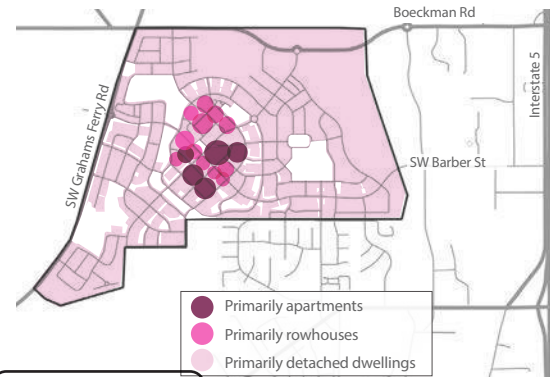 Boeckman Rd
Interstate 5
SW Grahams Ferry Rd
SW Barber St
Primarily apartments
Primarily rowhouses
Primarily detached dwellings